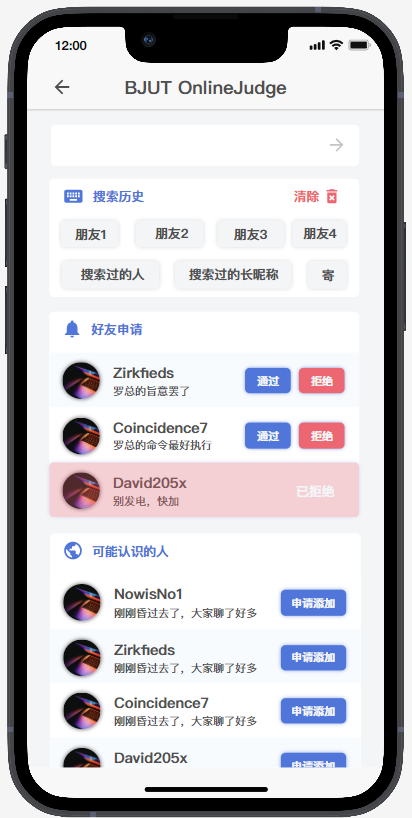 12:00
BJUT OnlineJudge
搜索历史 清除
朋友1 朋友2 朋友3 朋友4
搜索过的人 搜索过的长昵称 寄
好友申请
Zirkfieds
罗总的旨意罢了
通过 拒绝
Coincidence7
罗总的命令最好执行
通过 拒绝
David205x
别发电，快加
已拒绝
可能认识的人
NowisNo1
刚刚昏过去了，大家聊了好多
申请添加
Zirkfieds
刚刚昏过去了，大家聊了好多
申请添加
Coincidence7
刚刚昏过去了，大家聊了好多
申请添加
David205x
申请添加